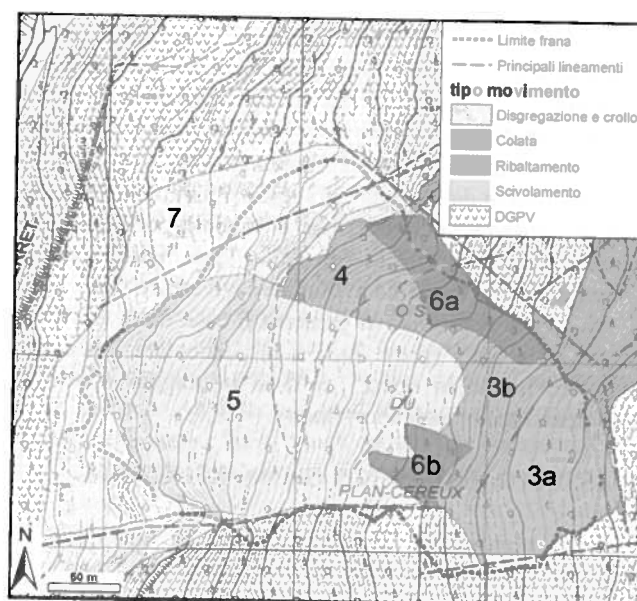 Limite frana
Principali lineamenti
tipo movimento
Disgregazione e crollo
Colata
Ribaltamento
Scivolamento
DGPV
7
4
6a
BOIS
3b
5
DU
6b
3a
PLAN-CEREUX
N
50 m